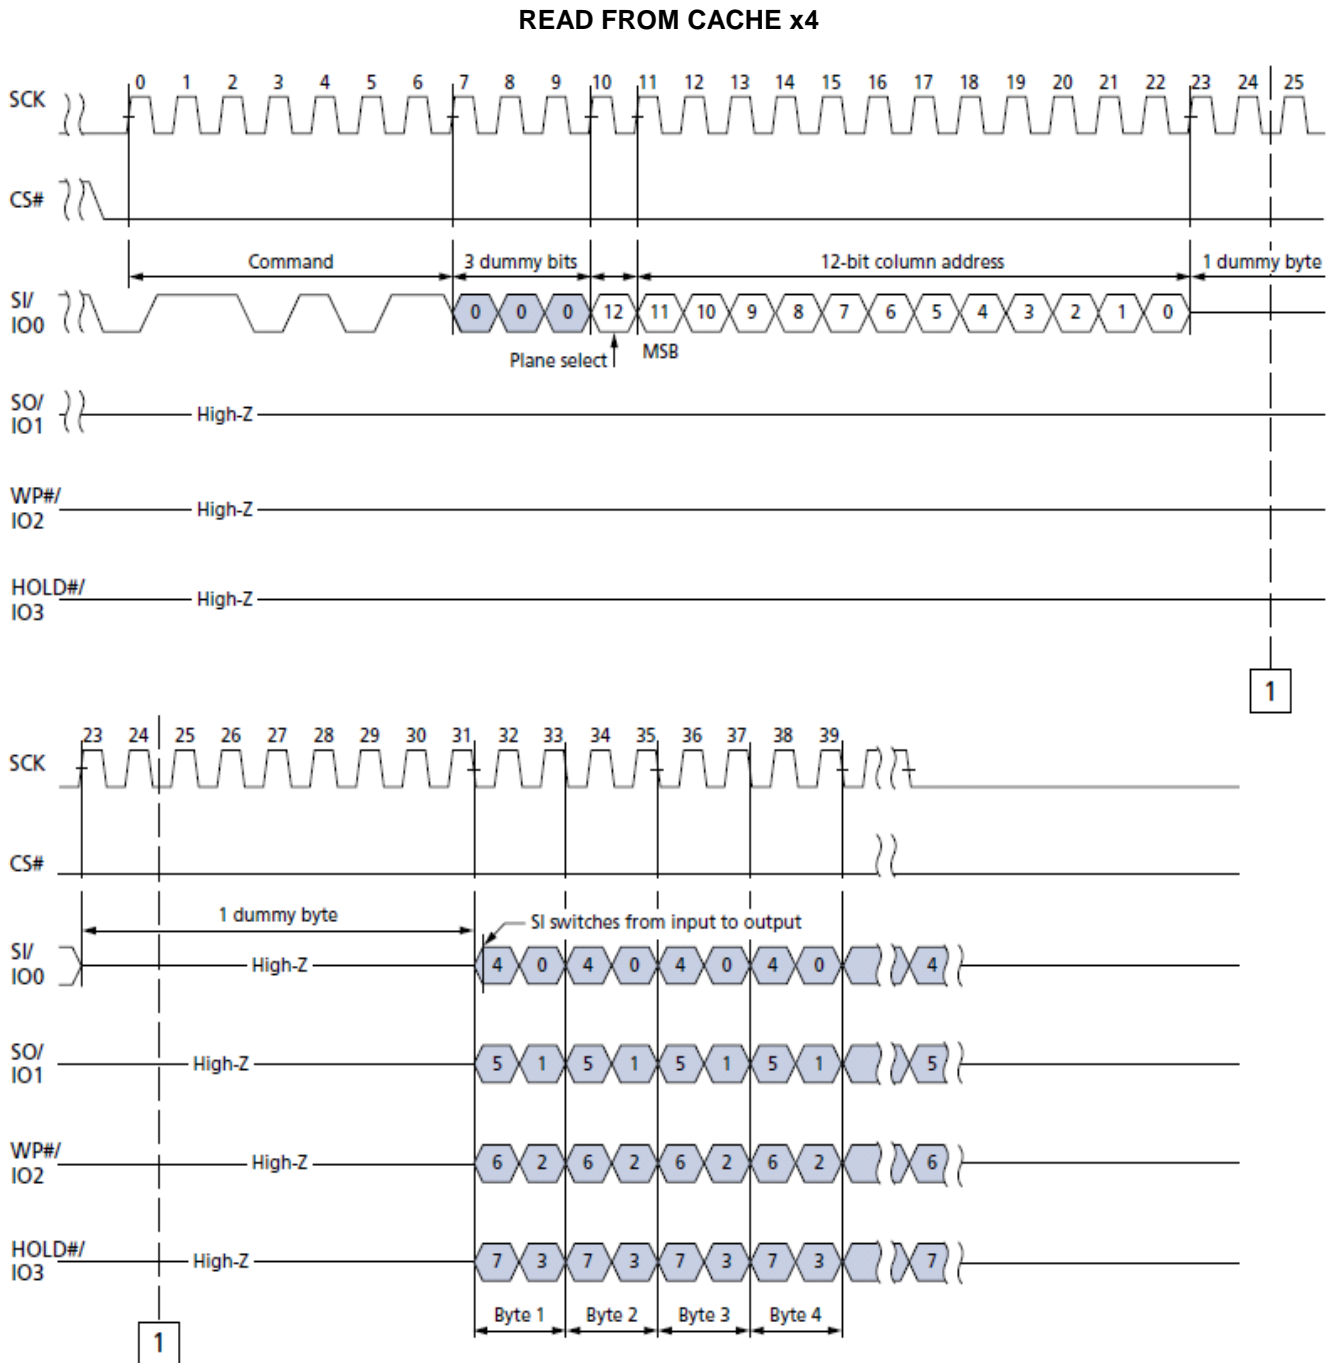 READ FROM CACHE x4
0 1 2 3 4 5 6 7 8 9 10 11 12 13 14 15 16 17 18 19 20 21 22 23 24 25
SCK
CS#
Command 3 dummy bits 12-bit column address 1 dummy byte
SI/
IO0
0 0 0 12 11 10 9 8 7 6 5 4 3 2 1 0
Plane select MSB
SO/
IO1
High-Z
WP#/
IO2
High-Z
HOLD#/
IO3
High-Z
1
23 24 25 26 27 28 29 30 31 32 33 34 35 36 37 38 39
SCK
CS#
1 dummy byte SI switches from input to output
SI/
IO0
High-Z 4 0 4 0 4 0 4 0 4
SO/
IO1
High-Z 5 1 5 1 5 1 5 1 5
WP#/
IO2
High-Z 6 2 6 2 6 2 6 2 6
HOLD#/
IO3
High-Z 7 3 7 3 7 3 7 3 7
Byte 1 Byte 2 Byte 3 Byte 4
1